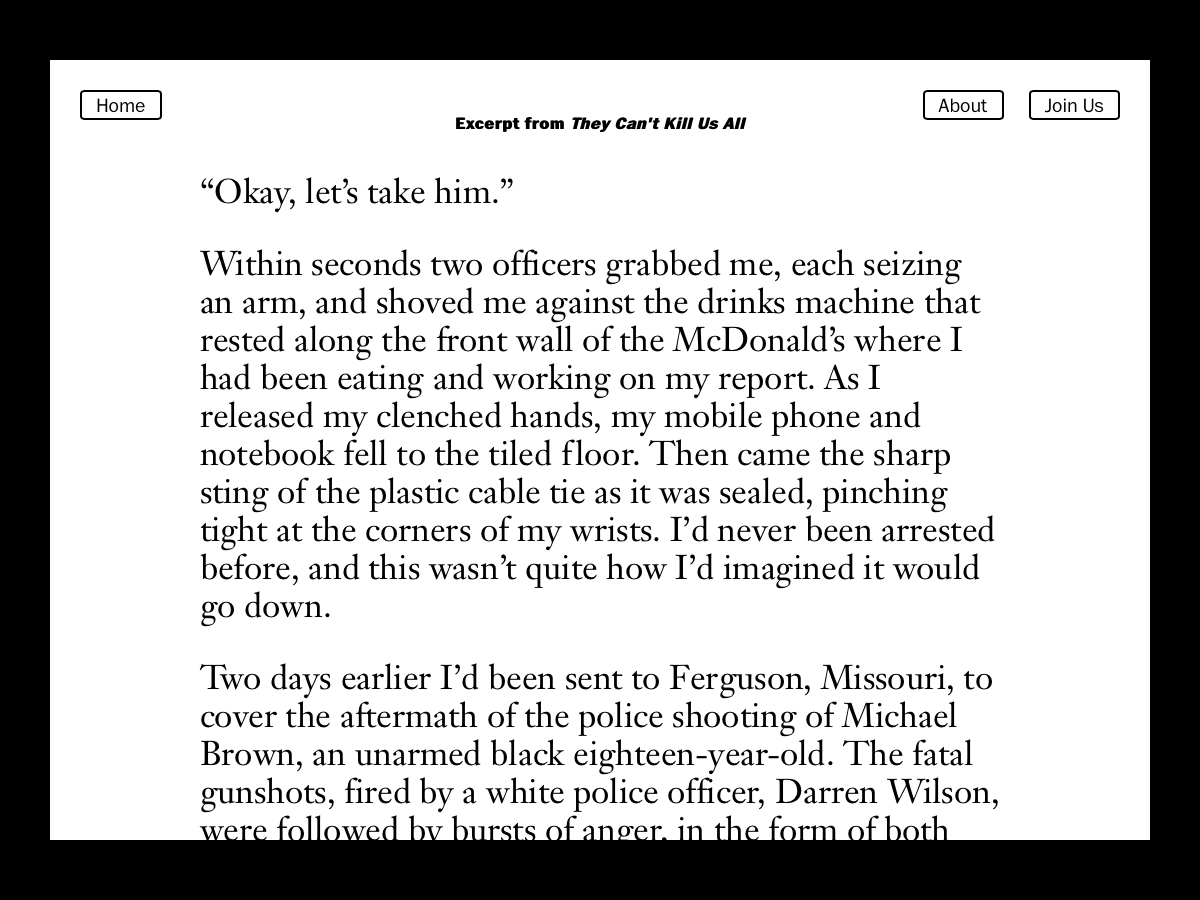 Home
About
Join Us
Excerpt from They Can't Kill Us All
“Okay, let’s take him.”
Within seconds two officers grabbed me, each seizing
an arm, and shoved me against the drinks machine that
rested along the front wall of the McDonald’s where I
had been eating and working on my report. As I
released my clenched hands, my mobile phone and
notebook fell to the tiled floor. Then came the sharp
sting of the plastic cable tie as it was sealed, pinching
tight at the corners of my wrists. I’d never been arrested
before, and this wasn’t quite how I’d imagined it would
go down.
Two days earlier I’d been sent to Ferguson, Missouri, to
cover the aftermath of the police shooting of Michael
Brown, an unarmed black eighteen-year-old. The fatal
gunshots, fired by a white police officer, Darren Wilson,
were followed by bursts of anger, in the form of both